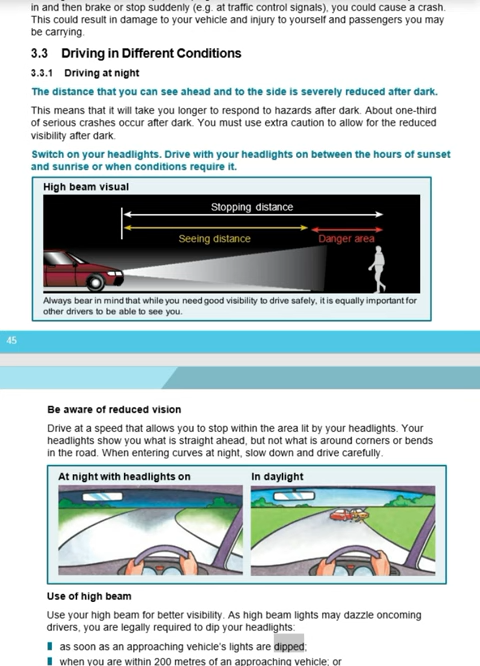 in and then brake or stop suddenly (e.g. at traffic control signals), you could cause a crash.
This could result in damage to your vehicle and injury to yourself and passengers you may
be carrying.
3.3 Driving in Different Conditions
3.3.1 Driving at night
The distance that you can see ahead and to the side is severely reduced after dark.
This means that it will take you longer to respond to hazards after dark. About one-third
of serious crashes occur after dark. You must use extra caution to allow for the reduced
visibility after dark.
Switch on your headlights. Drive with your headlights on between the hours of sunset
and sunrise or when conditions require it.
High beam visual
Stopping distance
Seeing distance
Danger area
Always bear in mind that while you need good visibility to drive safely, it is equally important for
other drivers to be able to see you.
45
Be aware of reduced vision
Drive at a speed that allows you to stop within the area lit by your headlights. Your
headlights show you what is straight ahead, but not what is around corners or bends
in the road. When entering curves at night, slow down and drive carefully.
At night with headlights on
In daylight
Use of high beam
Use your high beam for better visibility. As high beam lights may dazzle oncoming
drivers, you are legally required to dip your headlights:
as soon as an approaching vehicle's lights are dipped;
when you are within 200 metres of an approaching vehicle; or